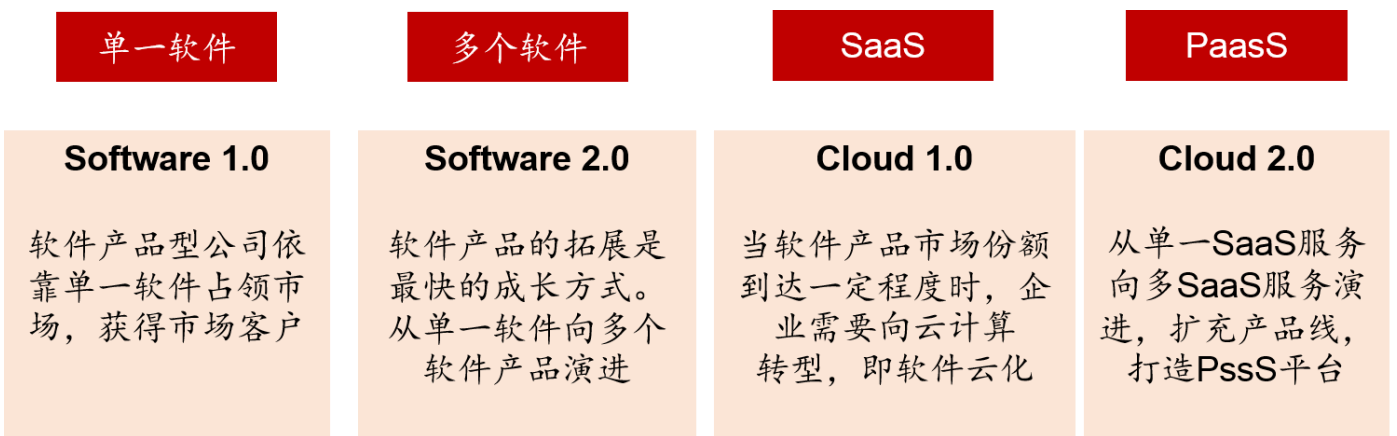 单一软件
多个软件
SaaS
PaasS
Software 1.0
软件产品型公司依
靠单一软件占领市
场，获得市场客户
Software 2.0
软件产品的拓展是
最快的成长方式。
从单一软件向多个
软件产品演进
Cloud 1.0
当软件产品市场份额
到达一定程度时，企
业需要向云计算
转型，即软件云化
Cloud 2.0
从单一SaaS服务
向多SaaS服务演
进，扩充产品线，
打造PssS平台